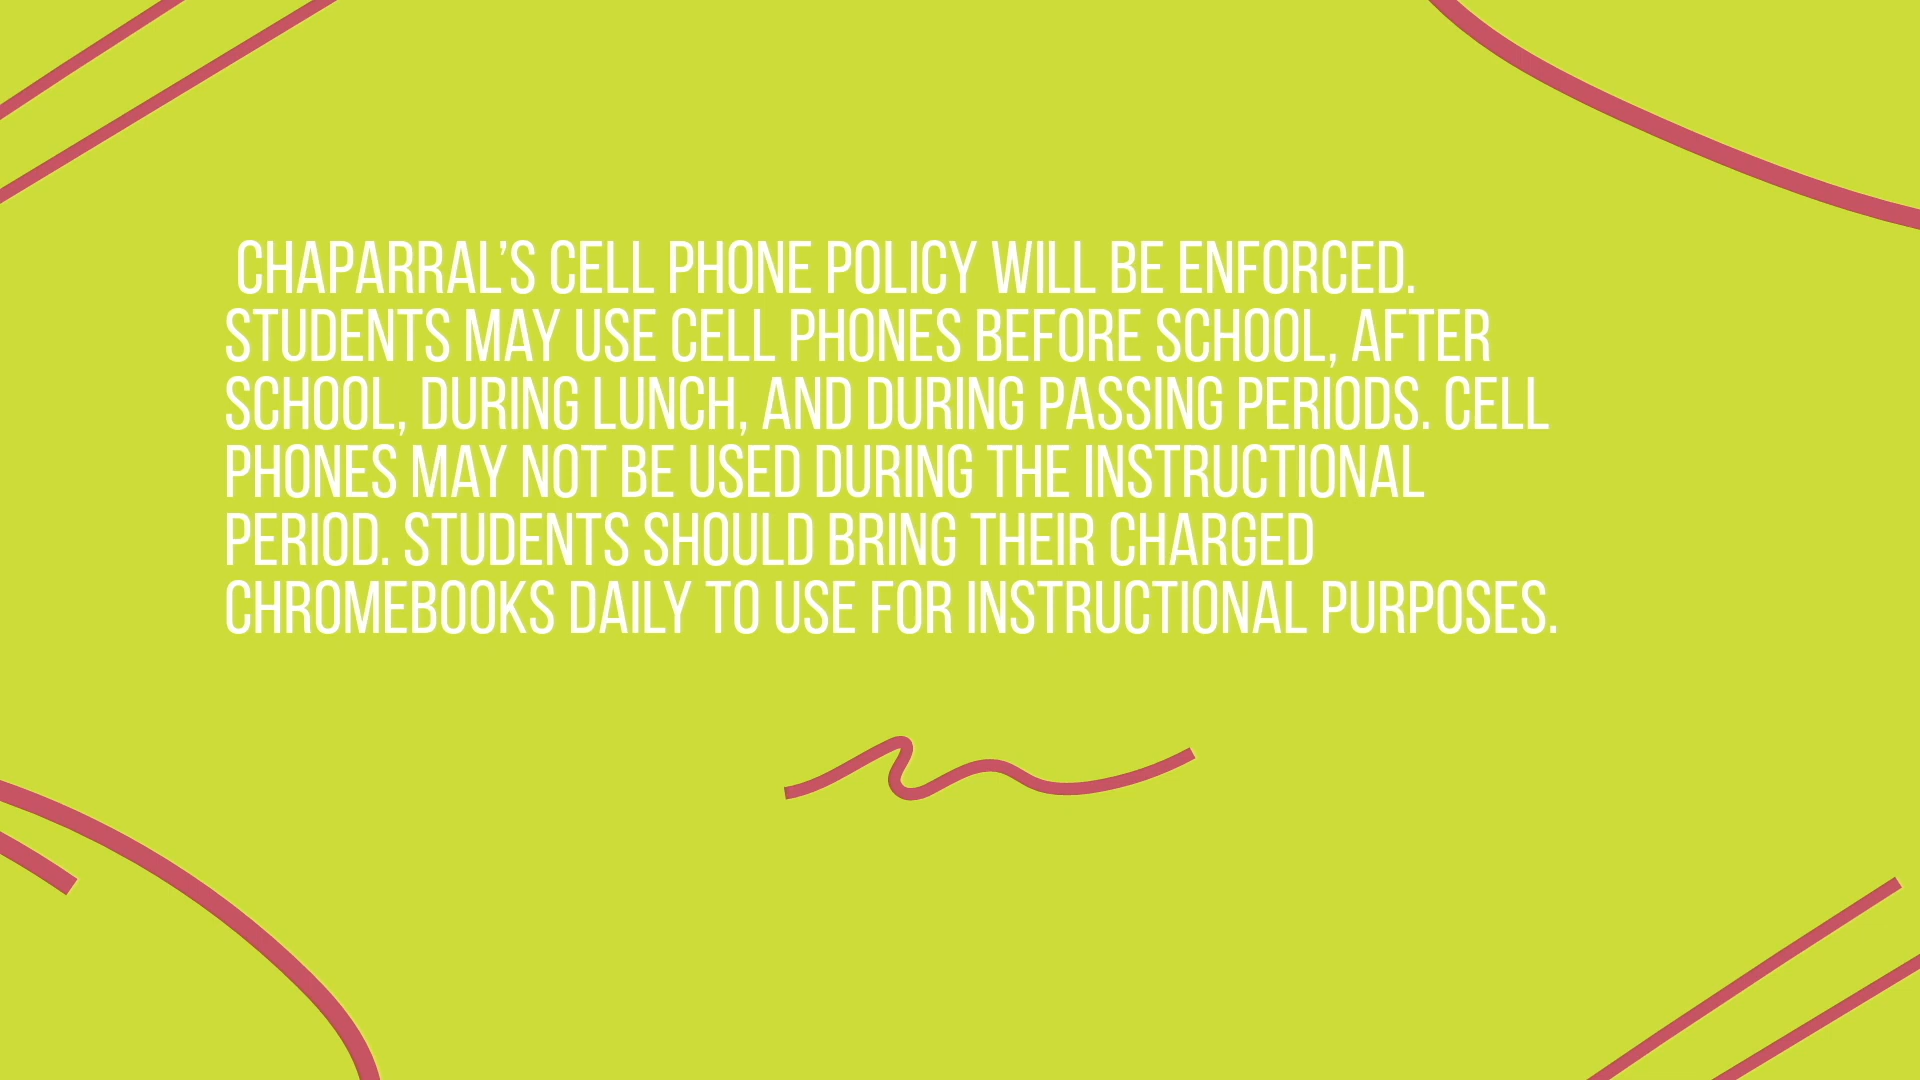 CHAPARRAL’S CELL PHONE POLICY WILL BE ENFORCED.
STUDENTS MAY USE CELL PHONES BEFORE SCHOOL, AFTER
SCHOOL, DURING LUNCH, AND DURING PASSING PERIODS. CELL
PHONES MAY NOT BE USED DURING THE INSTRUCTIONAL
PERIOD. STUDENTS SHOULD BRING THEIR CHARGED
CHROMEBOOKS DAILY TO USE FOR INSTRUCTIONAL PURPOSES.